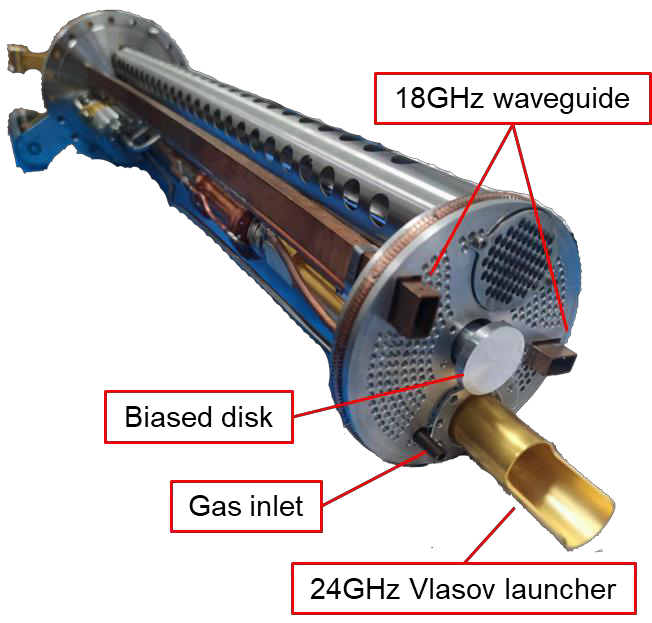 18GHz waveguide
Biased disk
Gas inlet
24GHz Vlasov launcher